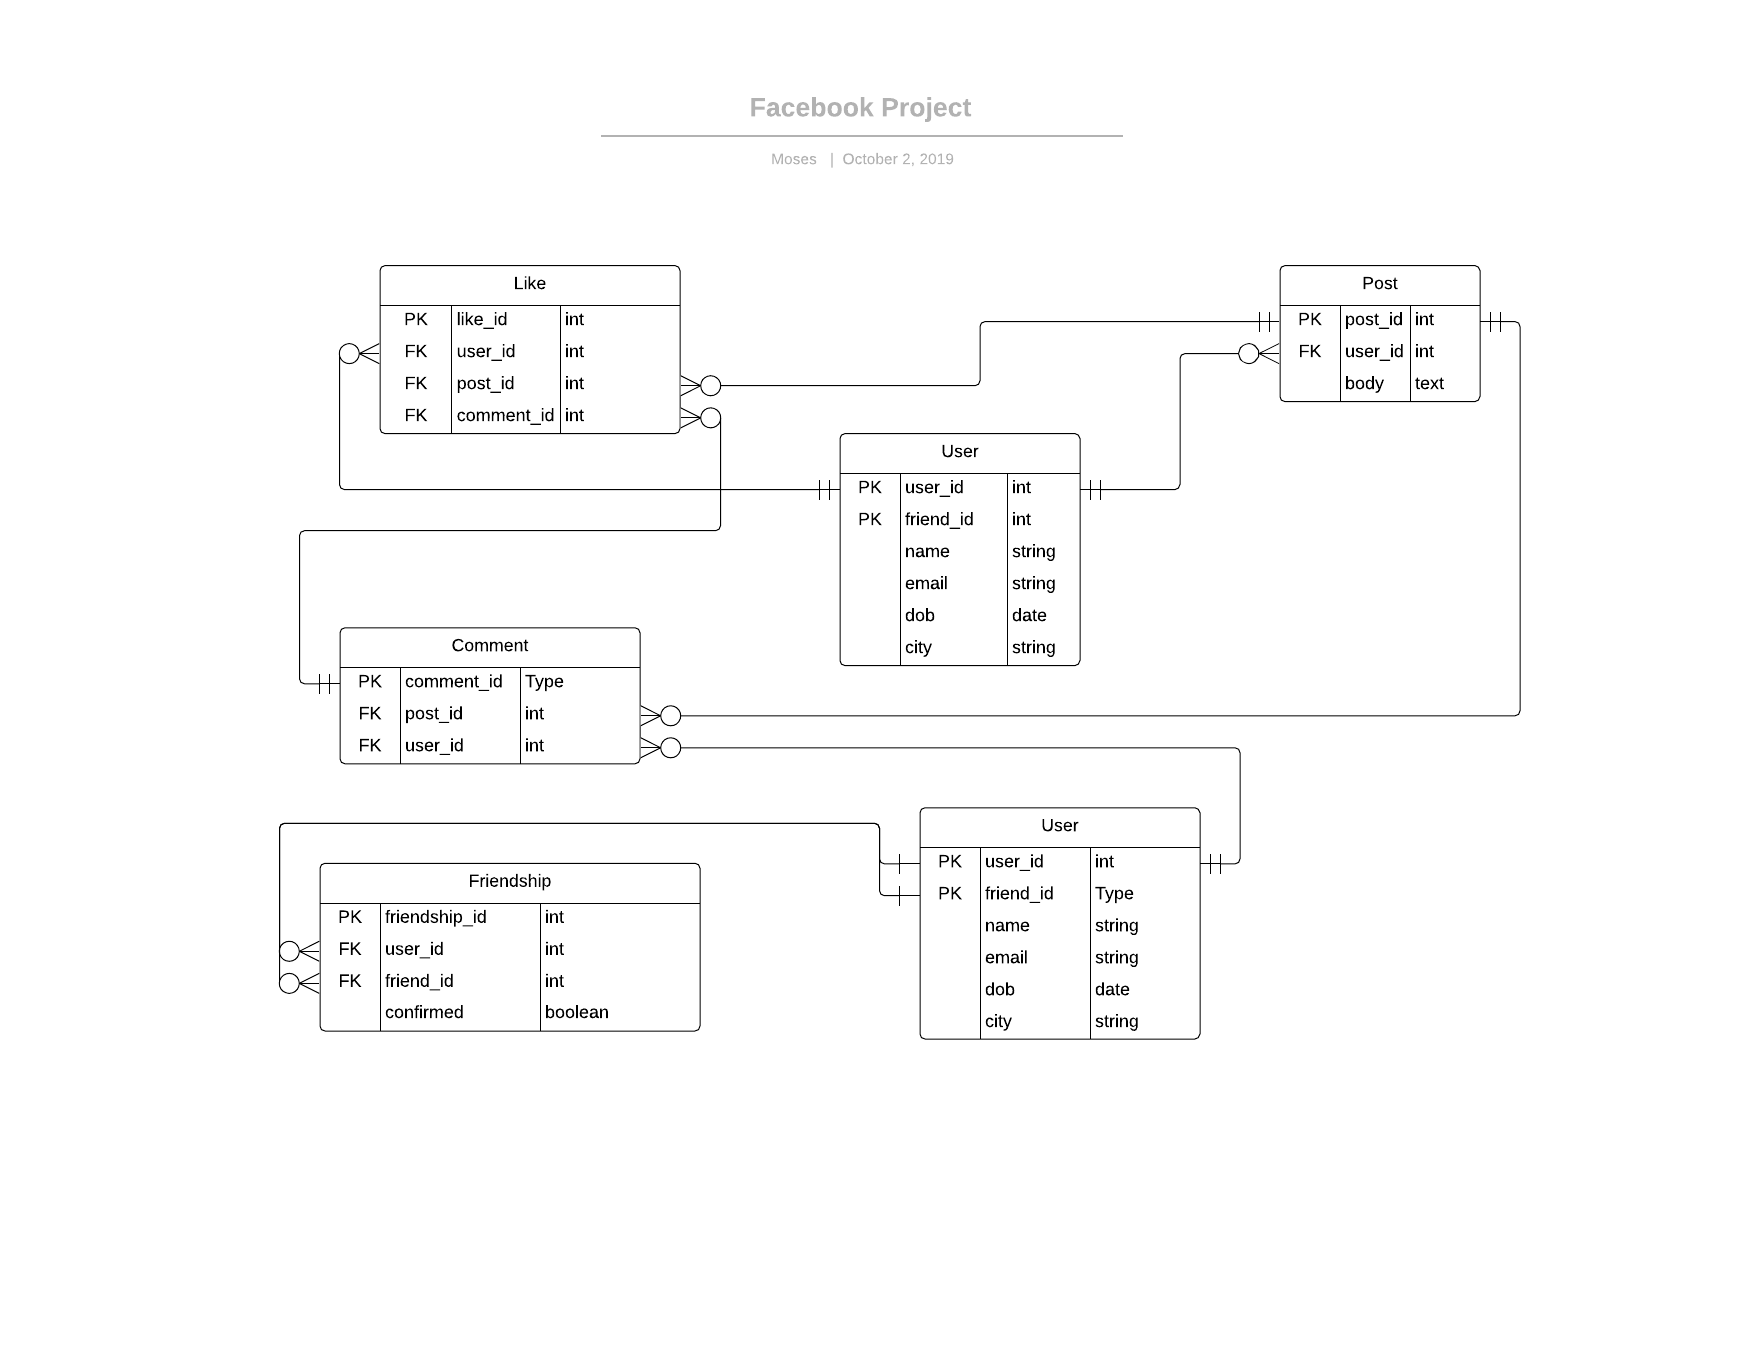 Facebook Project
Moses | October 2, 2019
Like
PK like_id int
FK user_id int
FK post_id int
FK comment_id int
Post
PK post_id int
FK user_id int
body text
User
PK user_id int
PK friend_id int
name string
email string
dob date
city string
Comment
PK comment_id Type
FK post_id int
FK user_id int
User
PK user_id int
PK friend_id Type
name string
email string
dob date
city string
Friendship
PK friendship_id int
FK user_id int
FK friend_id int
confirmed boolean